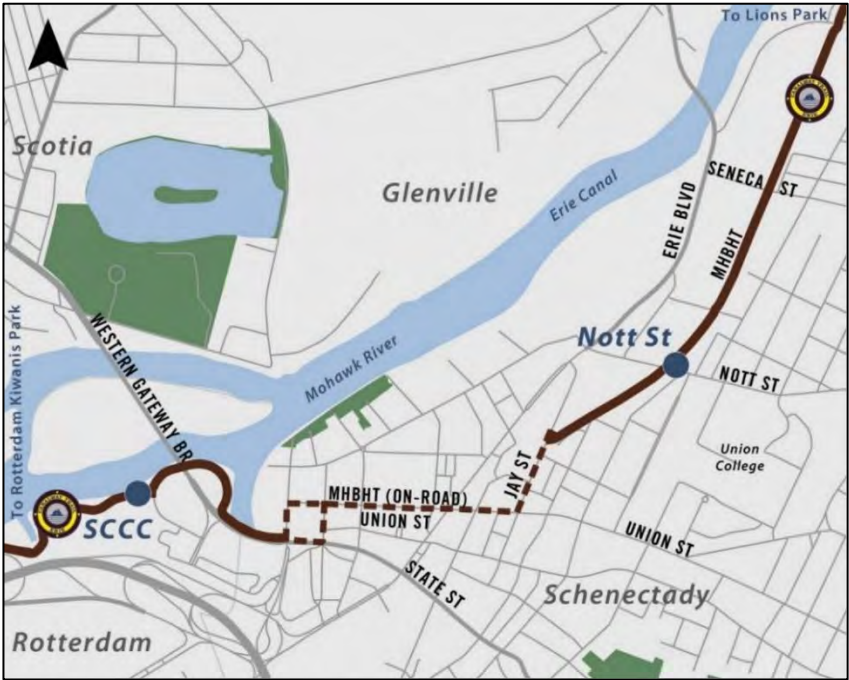 To Lions Park
Scotia
Glenville
Erie Canal
SENECA ST
ERIE BLVD
MHBHT
To Rotterdam Kiwanis Park
WESTERN GATEWAY BR
Mohawk River
Nott St
NOTT ST
Union
College
JAY ST
MHBHT (ON-ROAD)
UNION ST
SCCC
UNION ST
STATE ST
Schenectady
Rotterdam